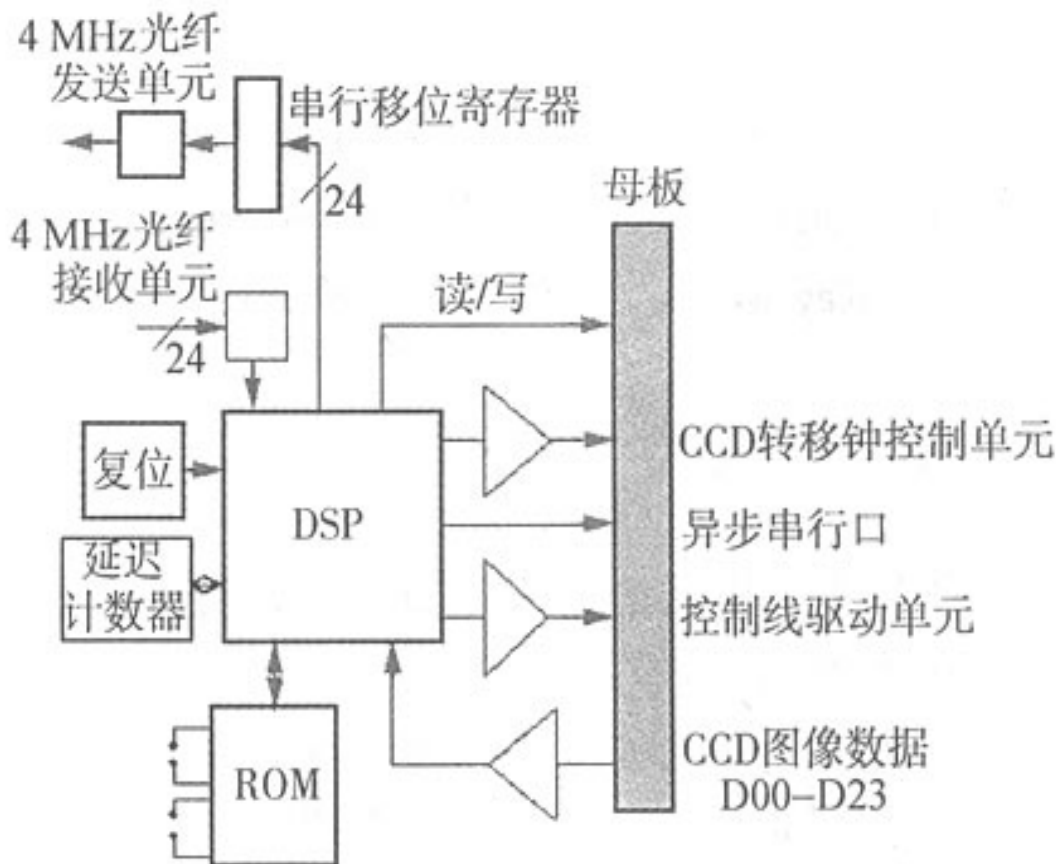 4 MHz光纤
发送单元
串行移位寄存器
24
母板
4 MHz光纤
接收单元
24
读/写
复位
DSP
CCD转移钟控制单元
异步串行口
延迟
计数器
控制线驱动单元
ROM
CCD图像数据
D00–D23